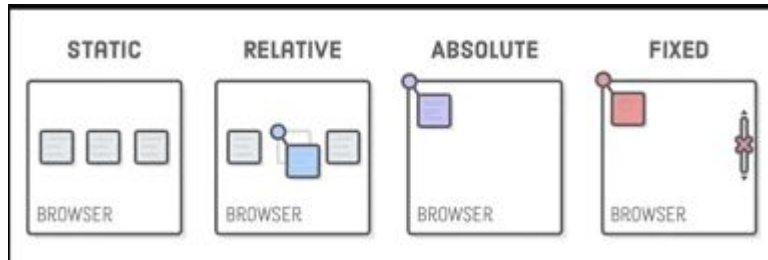 STATIC
RELATIVE
ABSOLUTE
FIXED
BROWSER
BROWSER
BROWSER
BROWSER